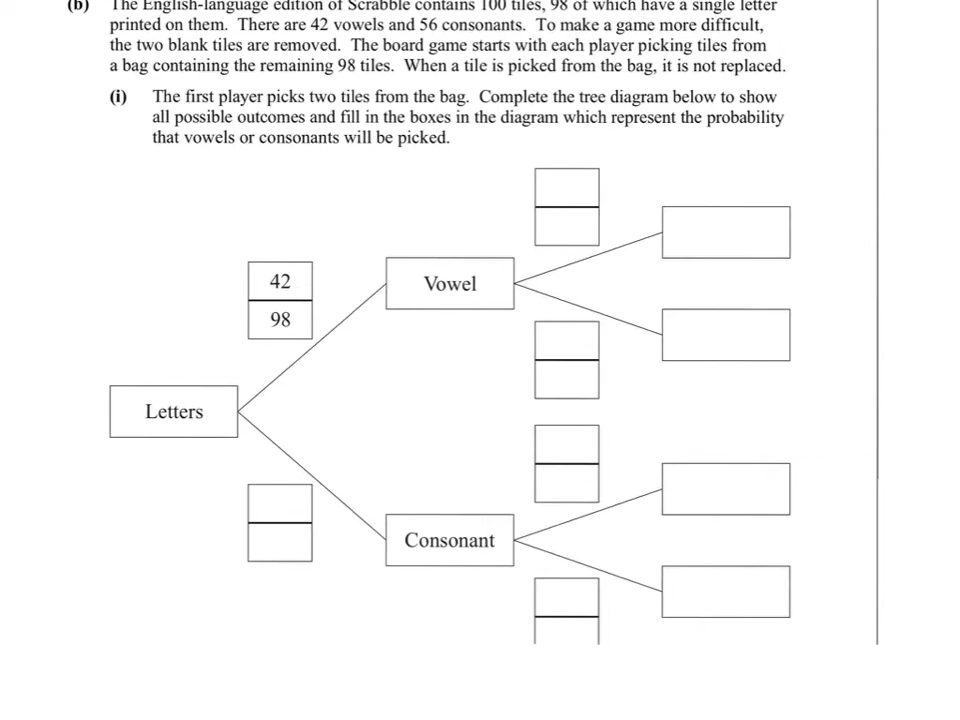 (b) The English-language edition of Scrabble contains 100 tiles, 98 of which have a single letter
printed on them. There are 42 vowels and 56 consonants. To make a game more difficult,
the two blank tiles are removed. The board game starts with each player picking tiles from
a bag containing the remaining 98 tiles. When a tile is picked from the bag, it is not replaced.
(i) The first player picks two tiles from the bag. Complete the tree diagram below to show
all possible outcomes and fill in the boxes in the diagram which represent the probability
that vowels or consonants will be picked.
42
98
Vowel
Letters
Consonant